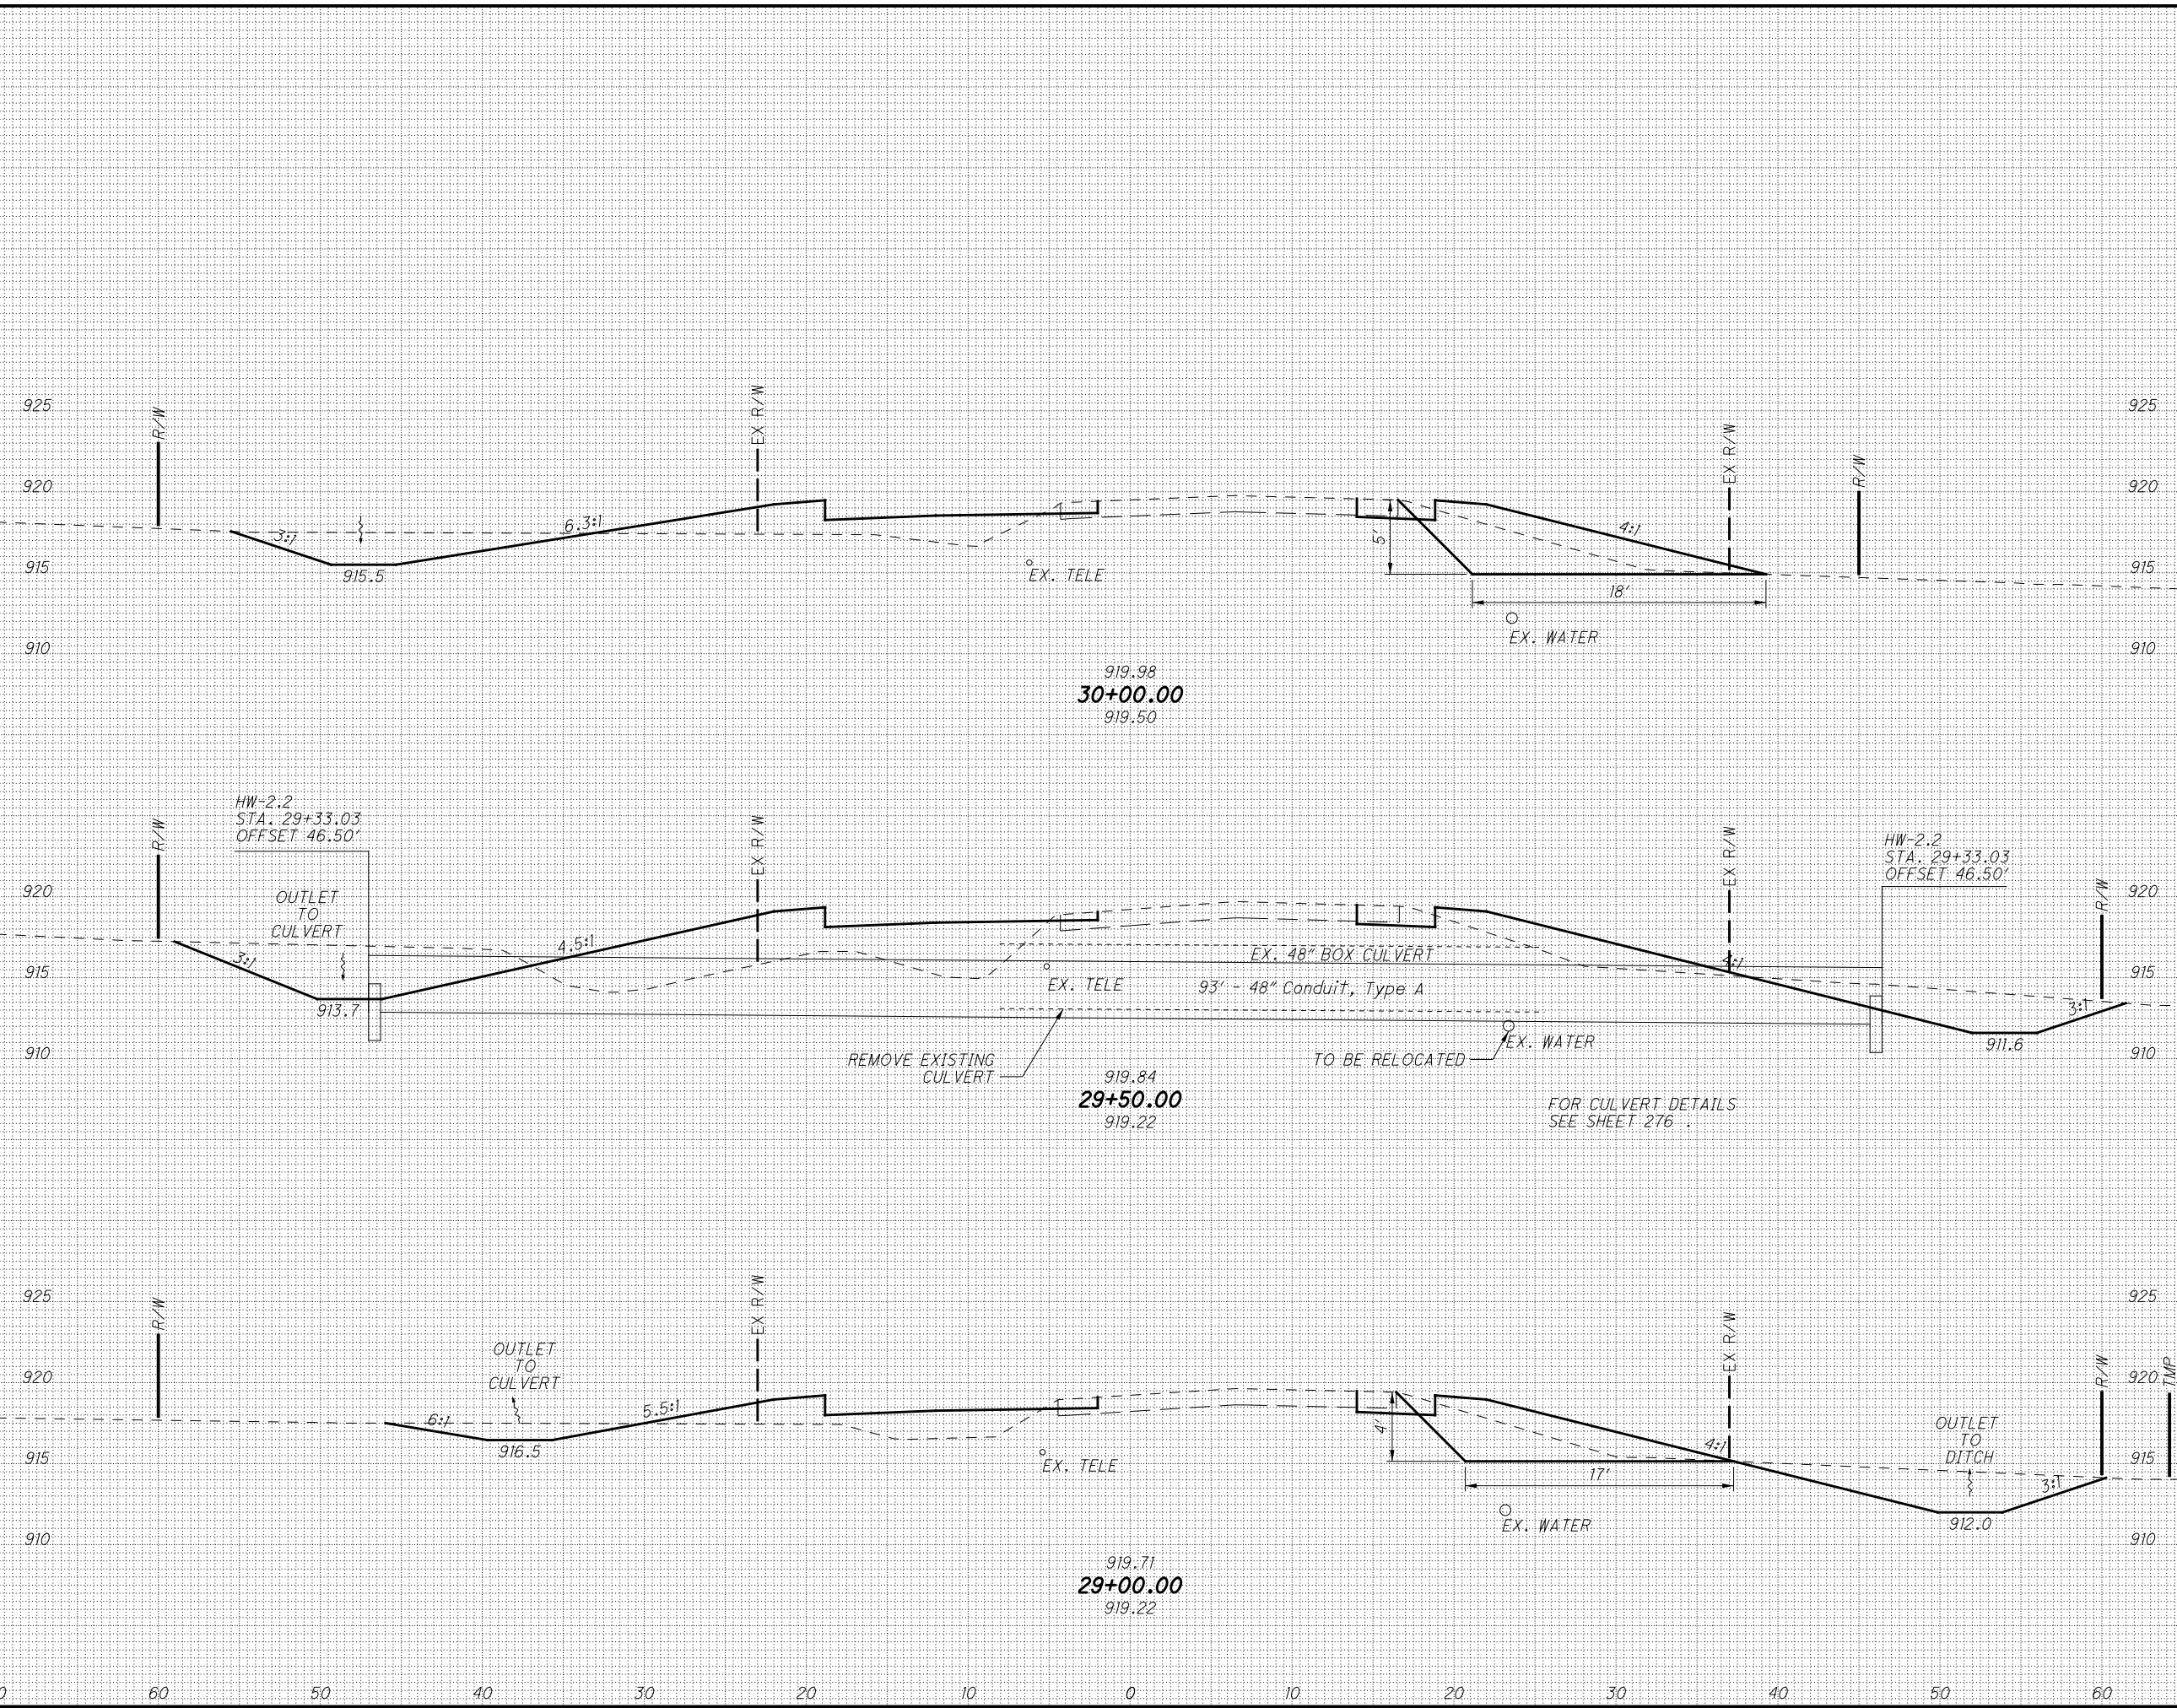 925
925
R/W
EX R/W
EX R/W
R/W
920
920
3:1
6.3:1
4:1
5'
915
915.5
EX. TELE
18'
915
EX. WATER
910
910
919.98
30+00.00
919.50
HW-2.2
STA. 29+33.03
OFFSET 46.50'
R/W
EX R/W
EX R/W
HW-2.2
STA. 29+33.03
OFFSET 46.50'
R/W
920
920
OUTLET
TO
CULVERT
3:1
4.5:1
EX. 48" BOX CULVERT
4:1
915
915
EX. TELE
93' - 48" Conduit, Type A
913.7
3:1
EX. WATER
911.6
910
910
REMOVE EXISTING
CULVERT
TO BE RELOCATED
919.84
29+50.00
919.22
FOR CULVERT DETAILS
SEE SHEET 276 .
925
925
R/W
EX R/W
EX R/W
R/W
TMP
920
920
OUTLET
TO
CULVERT
6:1
5.5:1
4'
4:1
OUTLET
TO
DITCH
915
916.5
EX. TELE
17'
3:1
915
EX. WATER
912.0
910
910
919.71
29+00.00
919.22
0 60 50 40 30 20 10 0 10 20 30 40 50 60